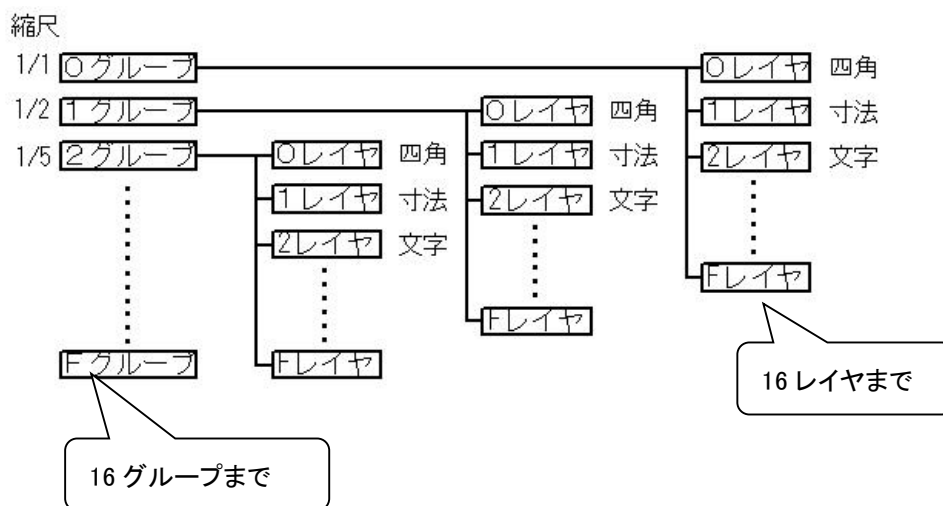 縮尺
1/1 0グループ 0レイヤ 四角
1/2 1グループ 0レイヤ 四角 1レイヤ 寸法
1/5 2グループ 0レイヤ 四角 1レイヤ 寸法 2レイヤ 文字
1レイヤ 寸法 2レイヤ 文字
2レイヤ 文字
Fレイヤ
Fレイヤ
Fグループ Fレイヤ
16 レイヤまで
16 グループまで